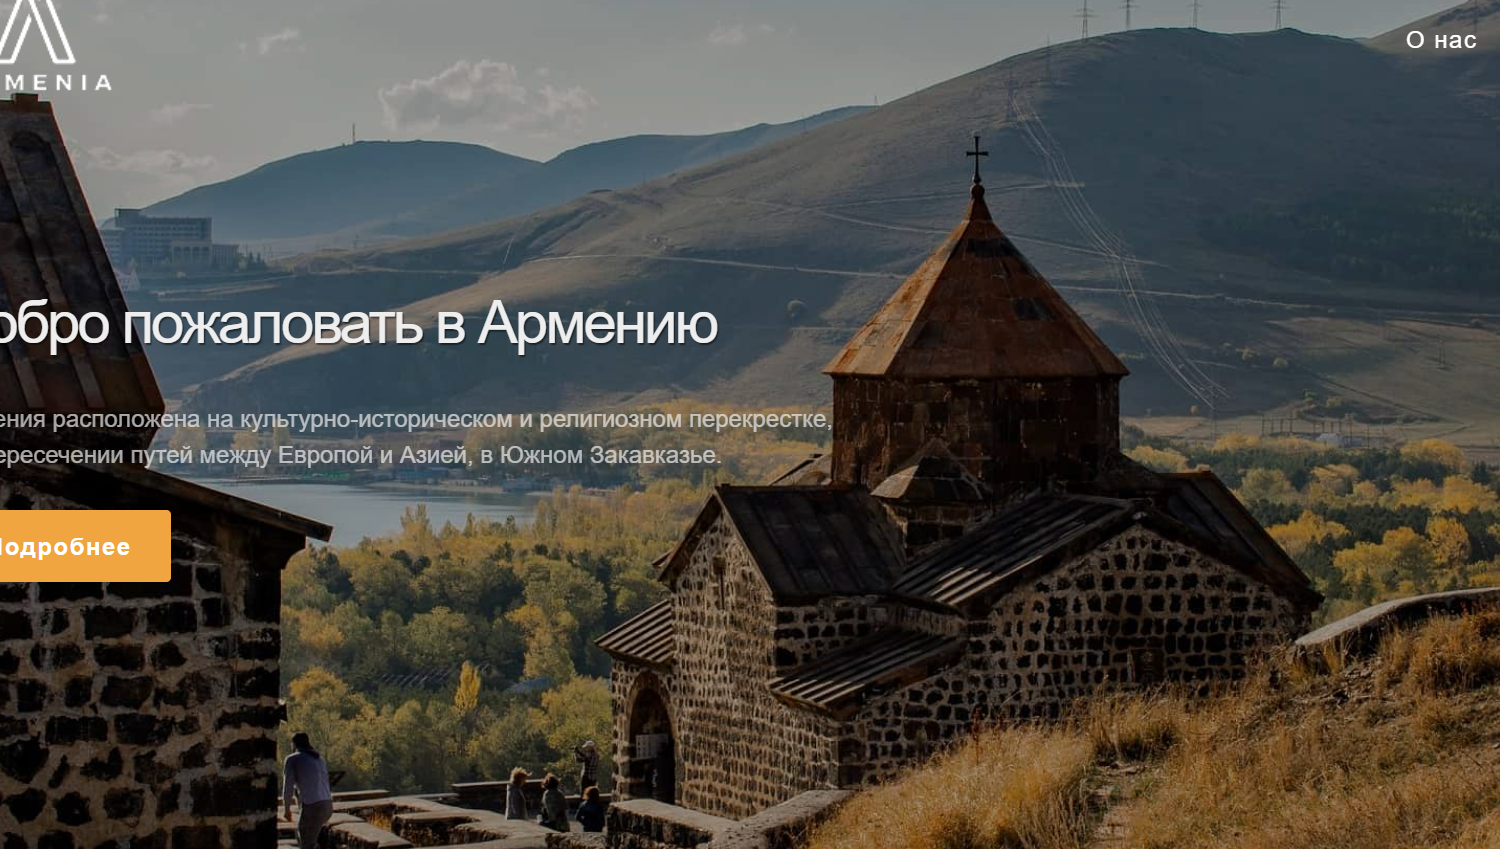 MENIA
О нас
обро пожаловать в Армению
ения расположена на культурно-историческом и религиозном перекрестке,
ересечении путей между Европой и Азией, в Южном Закавказье.
Подробнее